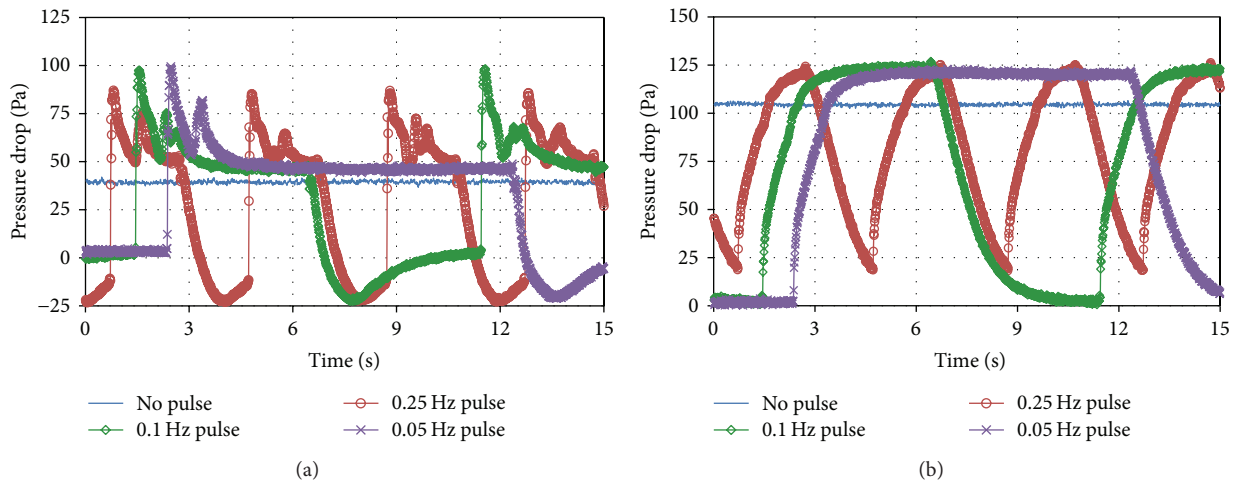 125
100
75
50
25
0
−25
Pressure drop (Pa)
0 3 6 9 12 15
Time (s)
No pulse
0.1 Hz pulse
0.25 Hz pulse
0.05 Hz pulse
(a)
150
125
100
75
50
25
0
Pressure drop (Pa)
0 3 6 9 12 15
Time (s)
No pulse
0.1 Hz pulse
0.25 Hz pulse
0.05 Hz pulse
(b)